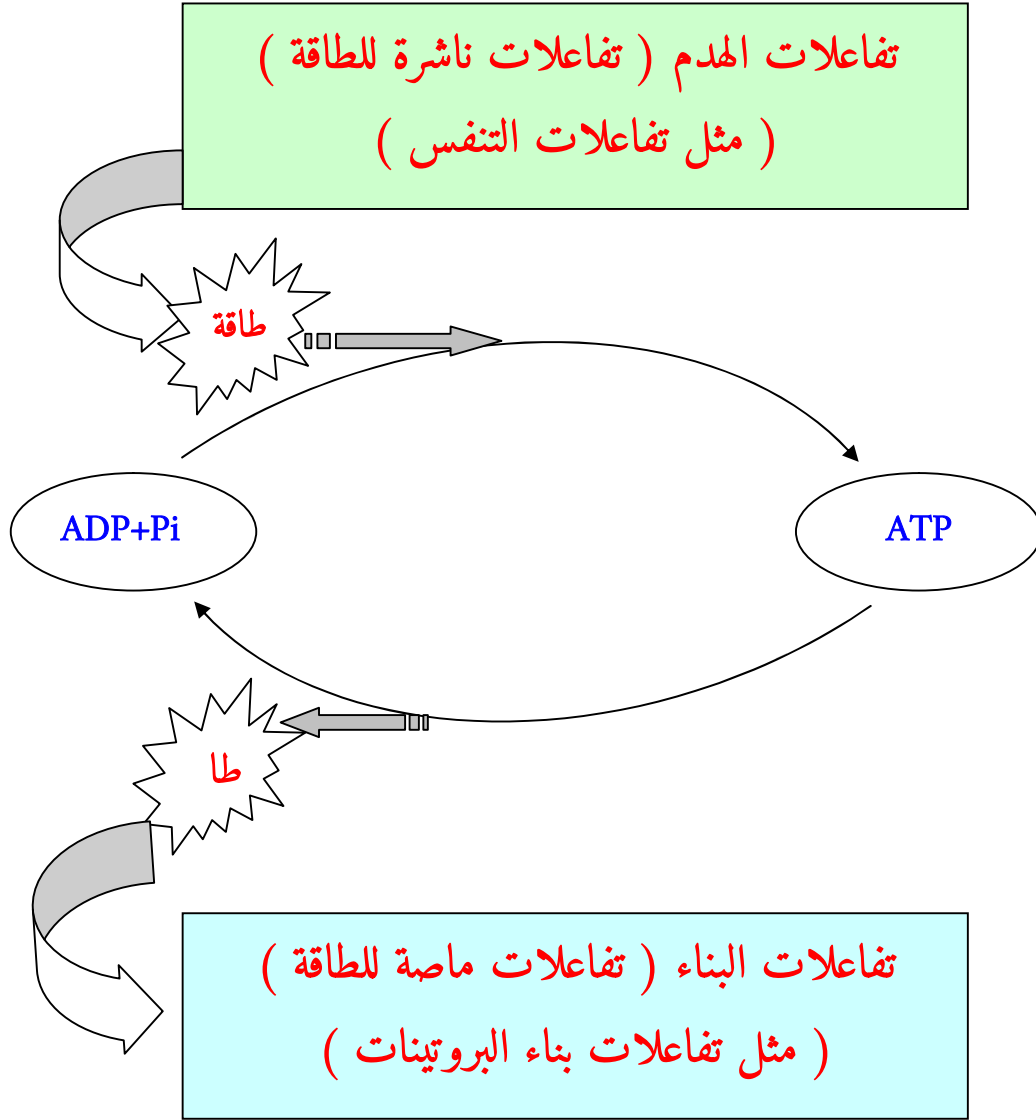 تفاعلات الهدم ( تفاعلات ناشرة للطاقة )
( مثل تفاعلات التنفس )
طاقة
ADP+Pi
ATP
طا
تفاعلات البناء ( تفاعلات ماصة للطاقة )
( مثل تفاعلات بناء البروتينات )